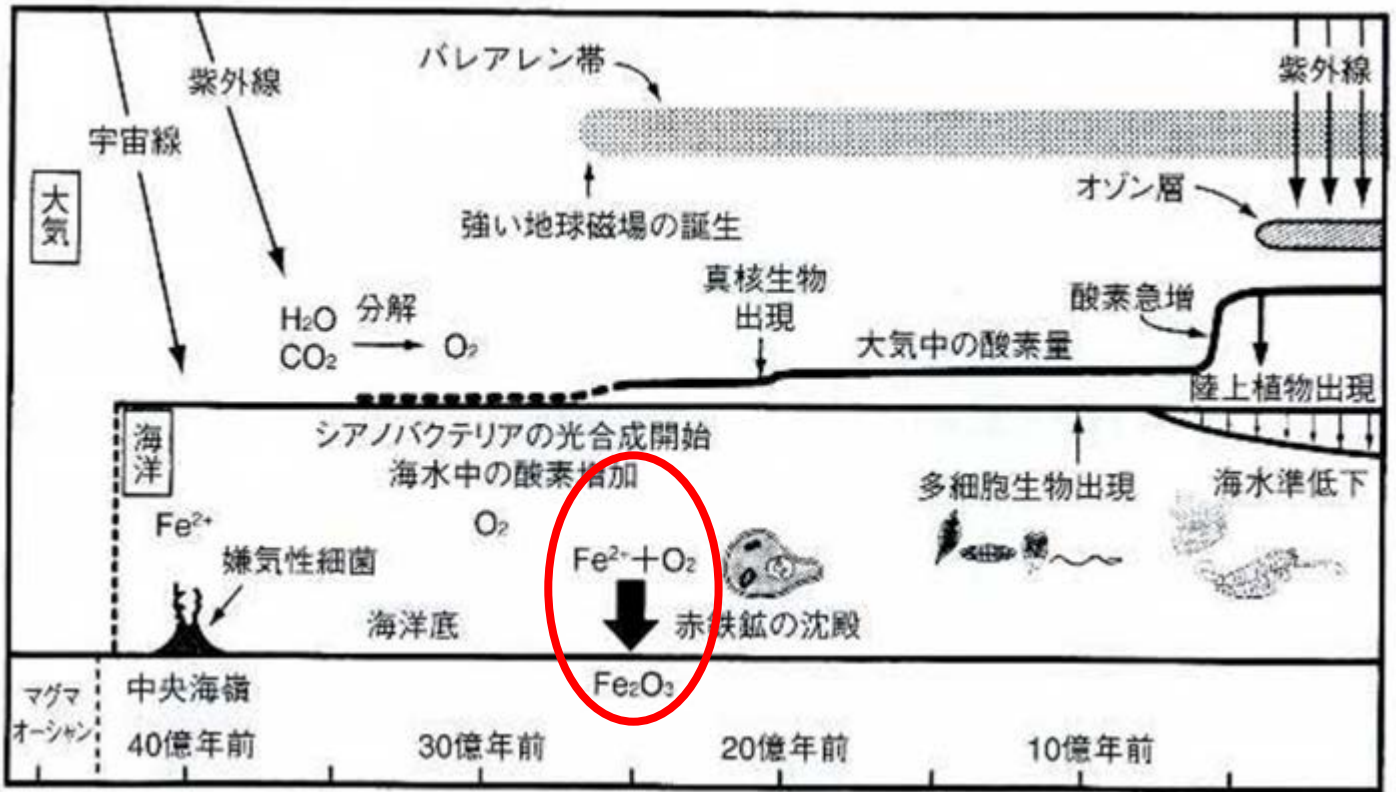 バレアレン帯
紫外線
紫外線
宇宙線
大気
オゾン層
強い地球磁場の誕生
真核生物
出現
酸素急増
H₂O
CO₂
分解
O₂
大気中の酸素量
陸上植物出現
海洋
シアノバクテリアの光合成開始
海水中の酸素増加
多細胞生物出現
海水準低下
Fe²⁺
O₂
Fe²⁺+O₂
嫌気性細菌
海洋底
赤鉄鉱の沈殿
Fe₂O₃
マグマ
オーシャン
中央海嶺
40億年前
30億年前
20億年前
10億年前